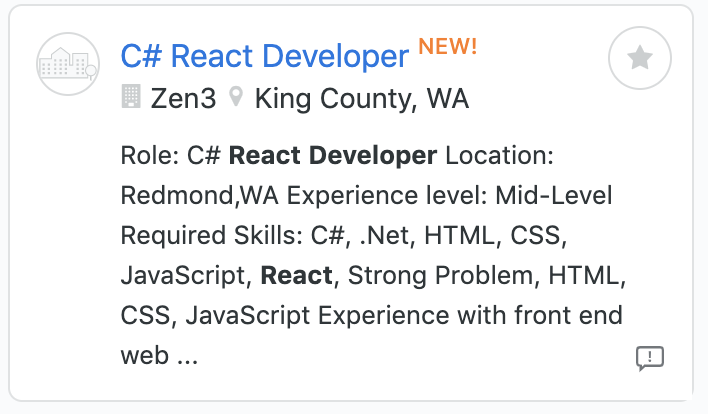 C# React Developer NEW!
Zen3 King County, WA
Role: C# React Developer Location:
Redmond,WA Experience level: Mid-Level
Required Skills: C#, .Net, HTML, CSS,
JavaScript, React, Strong Problem, HTML,
CSS, JavaScript Experience with front end
web ...